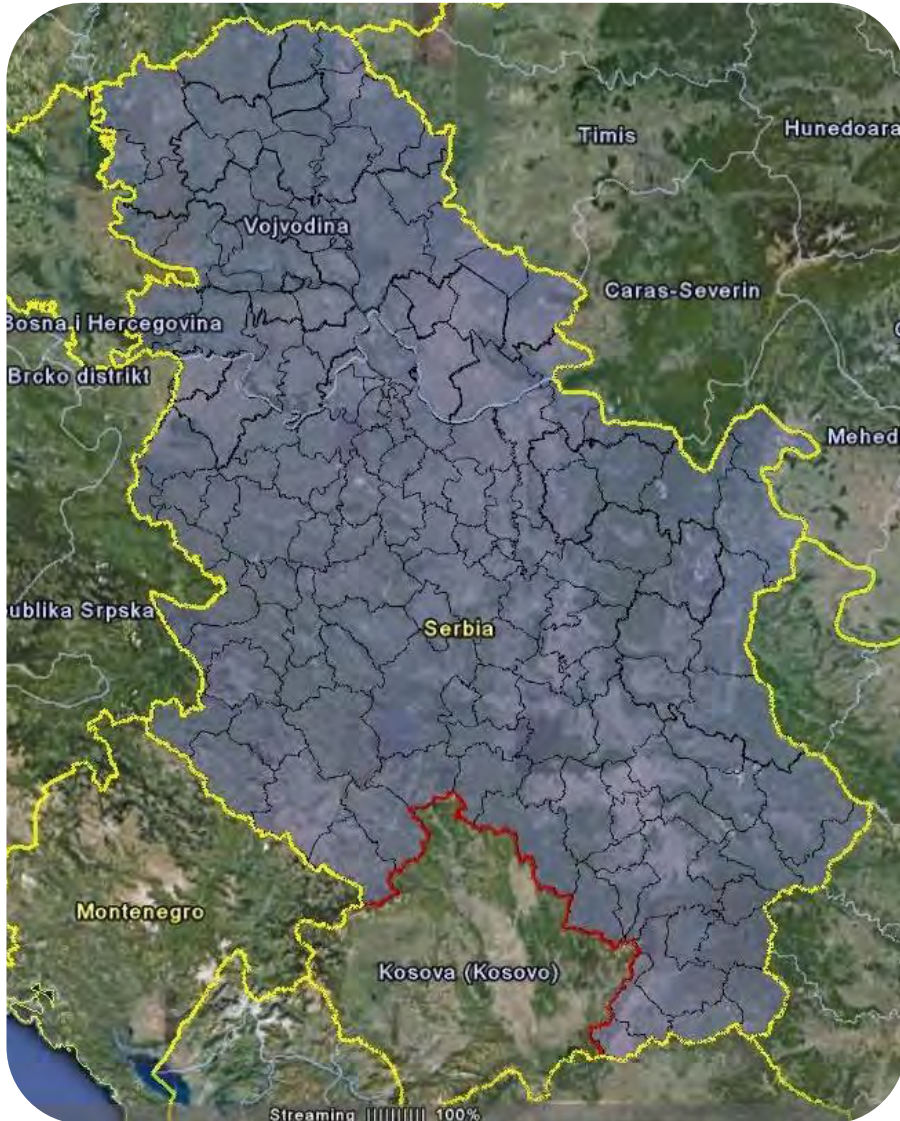 Timis
Hunedoara
Vojvodina
Caras-Severin
Bosna i Hercegovina
Brcko distrikt
Mehed
ublika Srpska
Serbia
Montenegro
Kosova (Kosovo)
Streaming |||||||||| 100%